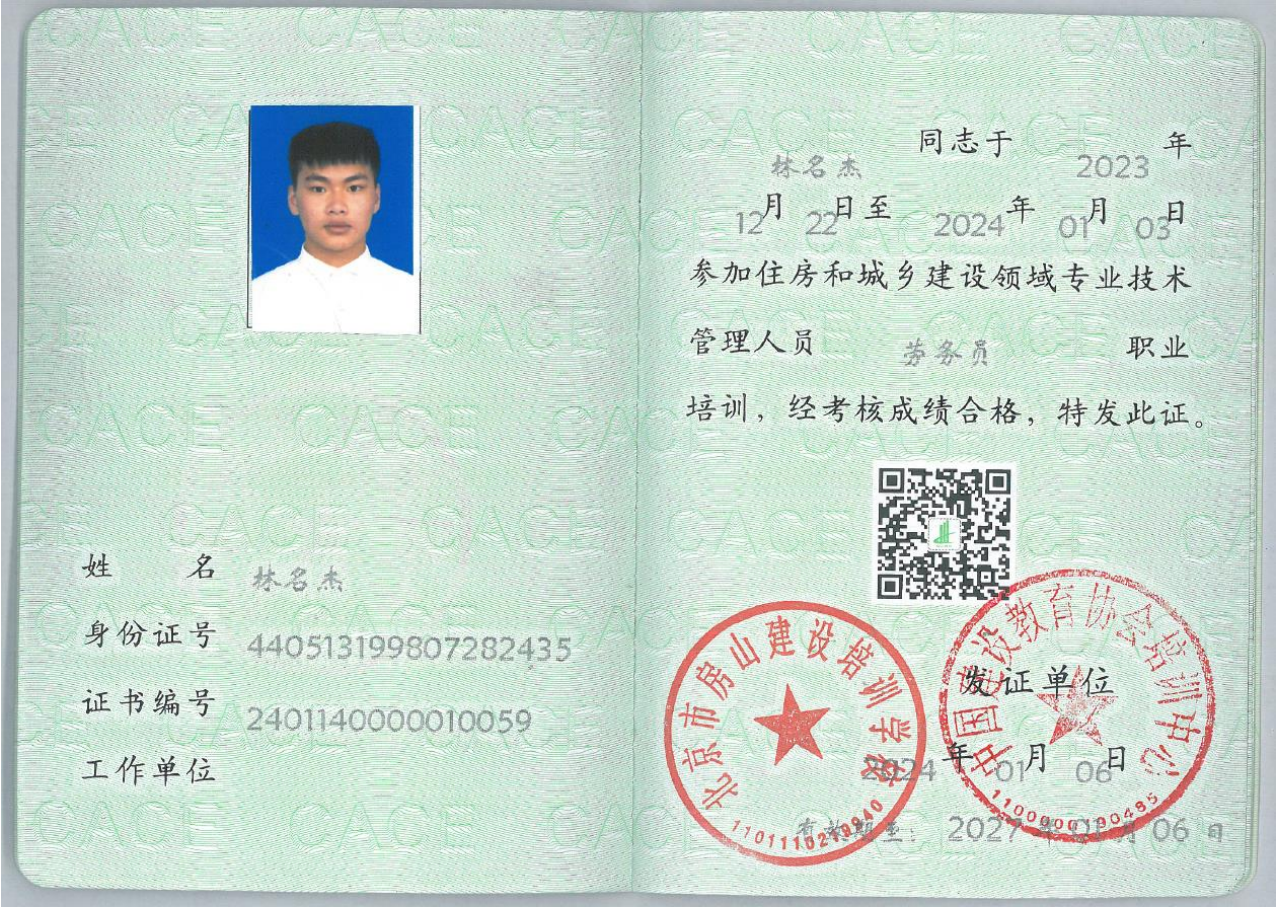 姓 名 林名杰
身份证号 440513199807282435
证书编号 2401140000010059
工作单位
林名杰 同志于 2023 年
12 月 22 日至 2024 年 01 月 03 日
参加住房和城乡建设领域专业技术
管理人员 劳务员 职业
培训，经考核成绩合格，特发此证。
北京市房山建设培训学校
中国建设教育协会培训中心
发证单位
2024 年 01 月 06 日
有效期至： 2027 年 01 月 06 日
CACE